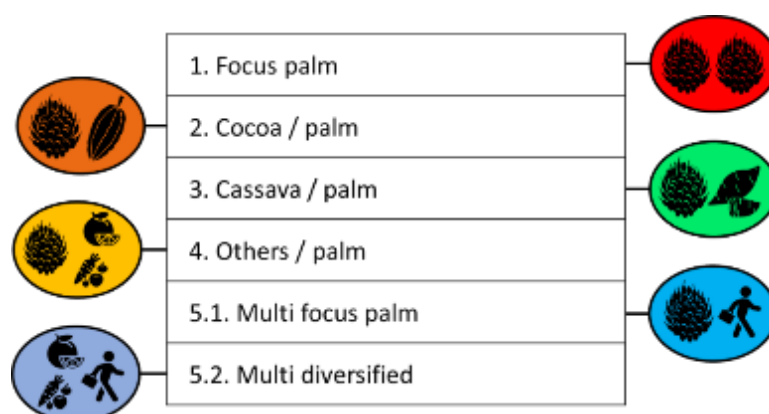 1. Focus palm
2. Cocoa / palm
3. Cassava / palm
4. Others / palm
5.1. Multi focus palm
5.2. Multi diversified